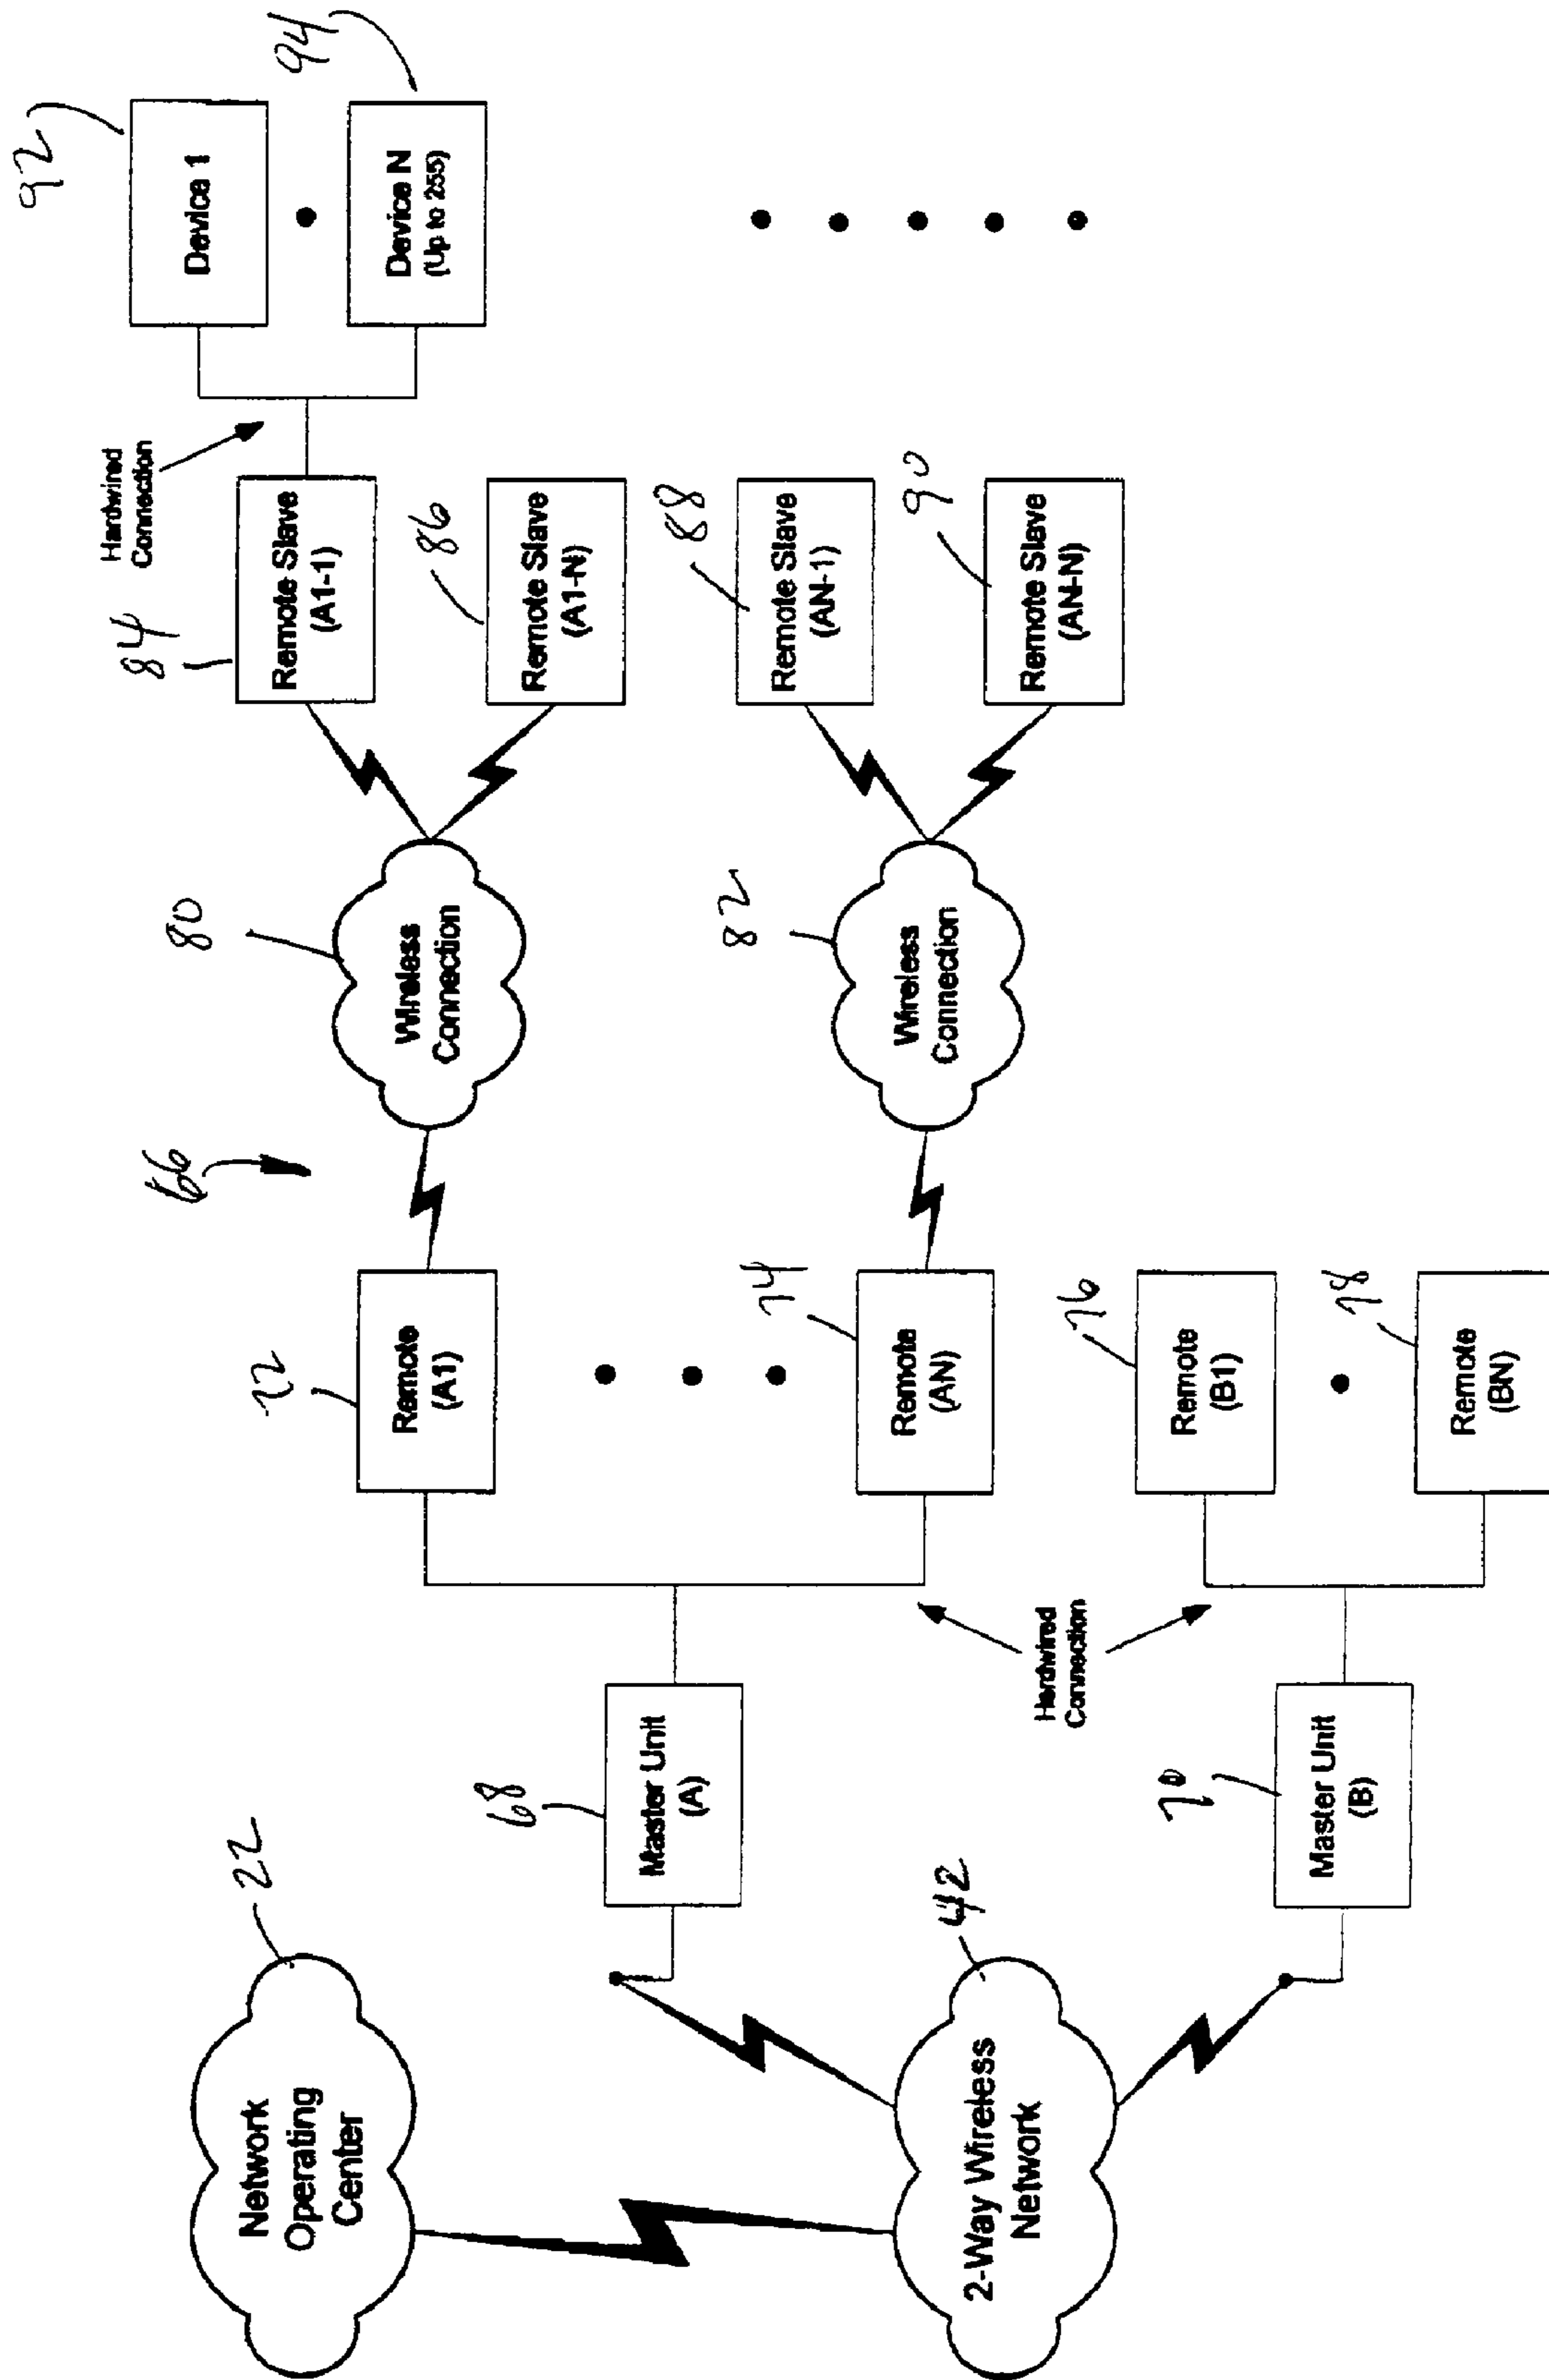 22
Network
Operating
Center
42
2-Way Wireless
Network
68
Master Unit
(A)
70
Master Unit
(B)
Hardwired
Connection
72
Remote
(A1)
74
Remote
(AN)
76
Remote
(B1)
78
Remote
(BN)
66
80
Wireless
Connection
82
Wireless
Connection
84
Remote Slave
(A1-1)
86
Remote Slave
(A1-N)
88
Remote Slave
(AN-1)
90
Remote Slave
(AN-N)
Hardwired
Connection
92
Device 1
94
Device N
(Up to 255)